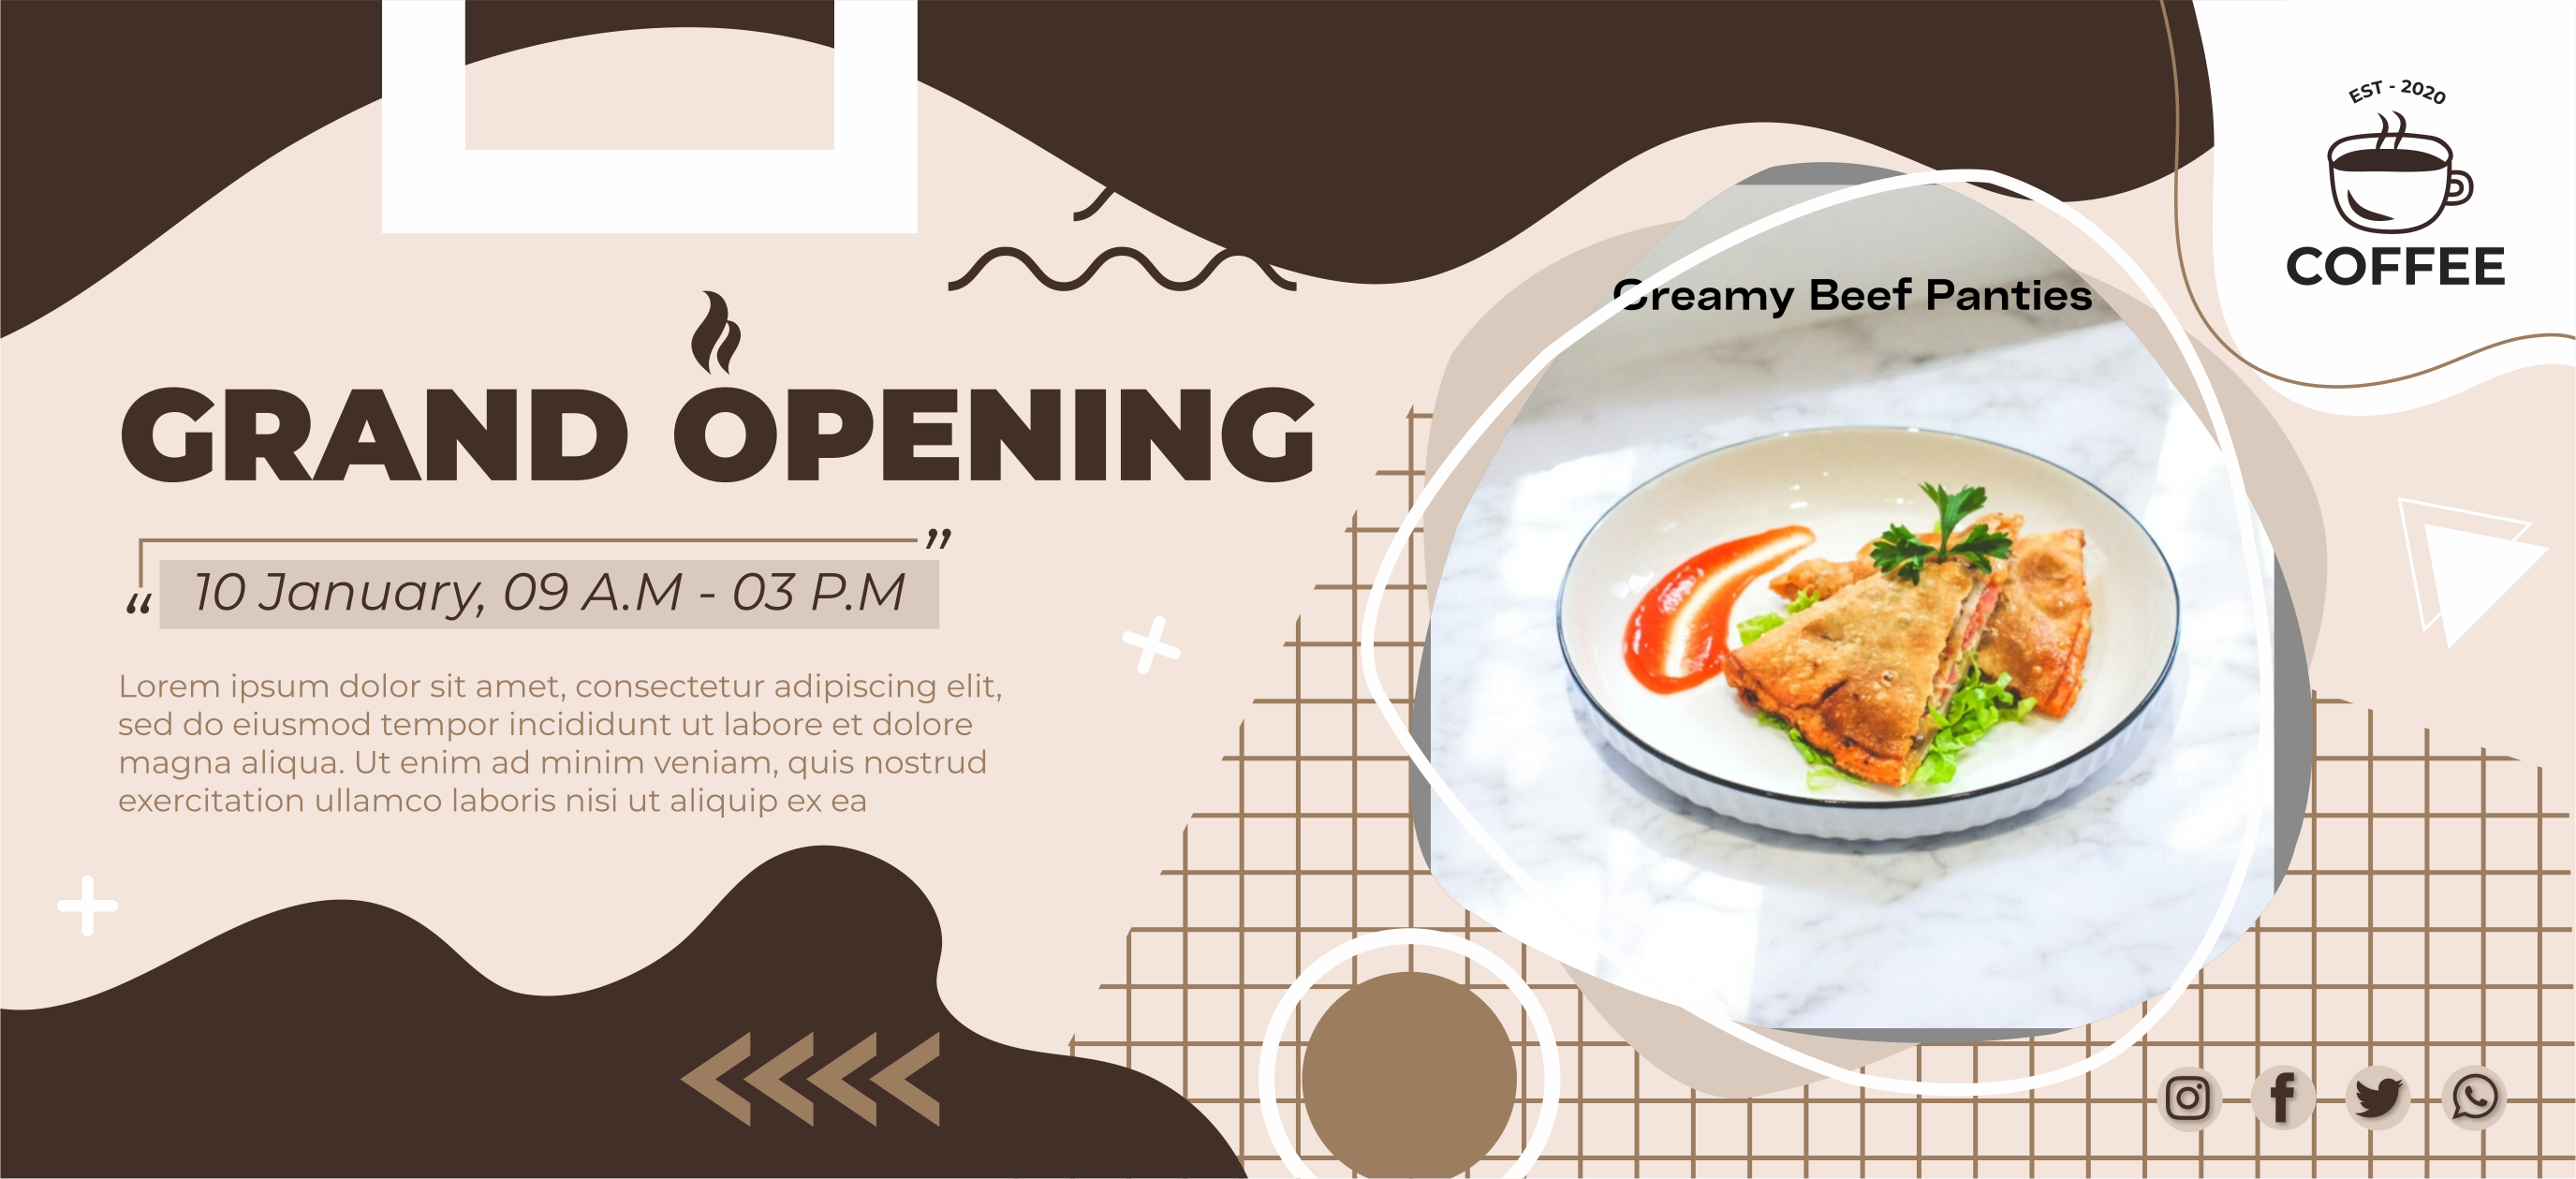 EST - 2020
COFFEE
Creamy Beef Panties
GRAND OPENING
10 January, 09 A.M - 03 P.M
Lorem ipsum dolor sit amet, consectetur adipiscing elit,
sed do eiusmod tempor incididunt ut labore et dolore
magna aliqua. Ut enim ad minim veniam, quis nostrud
exercitation ullamco laboris nisi ut aliquip ex ea